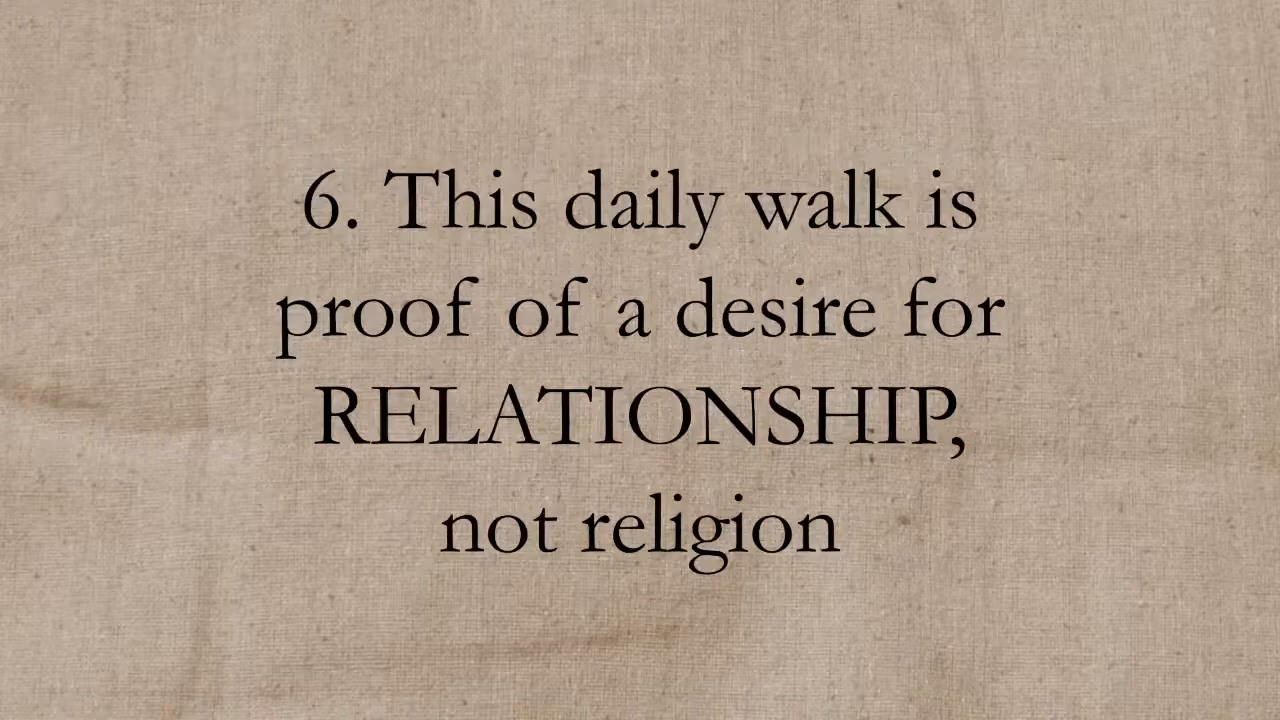 6. This daily walk is
proof of a desire for
RELATIONSHIP,
not religion